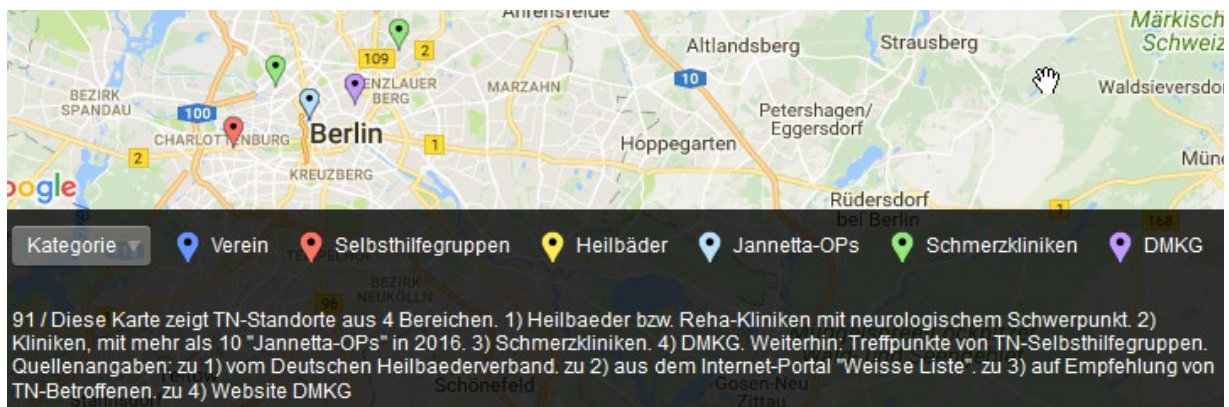 Ahrensfelde
Märkisch
Schweiz
Altlandsberg
Strausberg
109
2
10
ENZLAUER
BERG
MARZAHN
Waldsieversdor
BEZIRK
SPANDAU
100
Petershagen/
Eggersdorf
CHARLOTTENBURG
Berlin
1
Hoppegarten
2
Mün
KREUZBERG
oogle
Rüdersdorf
bei Berlin
1
168
Kategorie
Verein
Selbsthilfegruppen
Heilbäder
Jannetta-OPs
Schmerzkliniken
DMKG
TEMPELHOF
BEZIRK
NEUKÖLLN
96
91 / Diese Karte zeigt TN-Standorte aus 4 Bereichen. 1) Heilbaeder bzw. Reha-Kliniken mit neurologischem Schwerpunkt. 2)
Kliniken, mit mehr als 10 "Jannetta-OPs" in 2016. 3) Schmerzkliniken. 4) DMKG. Weiterhin: Treffpunkte von TN-Selbsthilfegruppen.
Quellenangaben: zu 1) vom Deutschen Heilbaederverband. zu 2) aus dem Internet-Portal "Weisse Liste". zu 3) auf Empfehlung von
TN-Betroffenen. zu 4) Website DMKG
Schönefeld
Gosen-Neu
Zittau